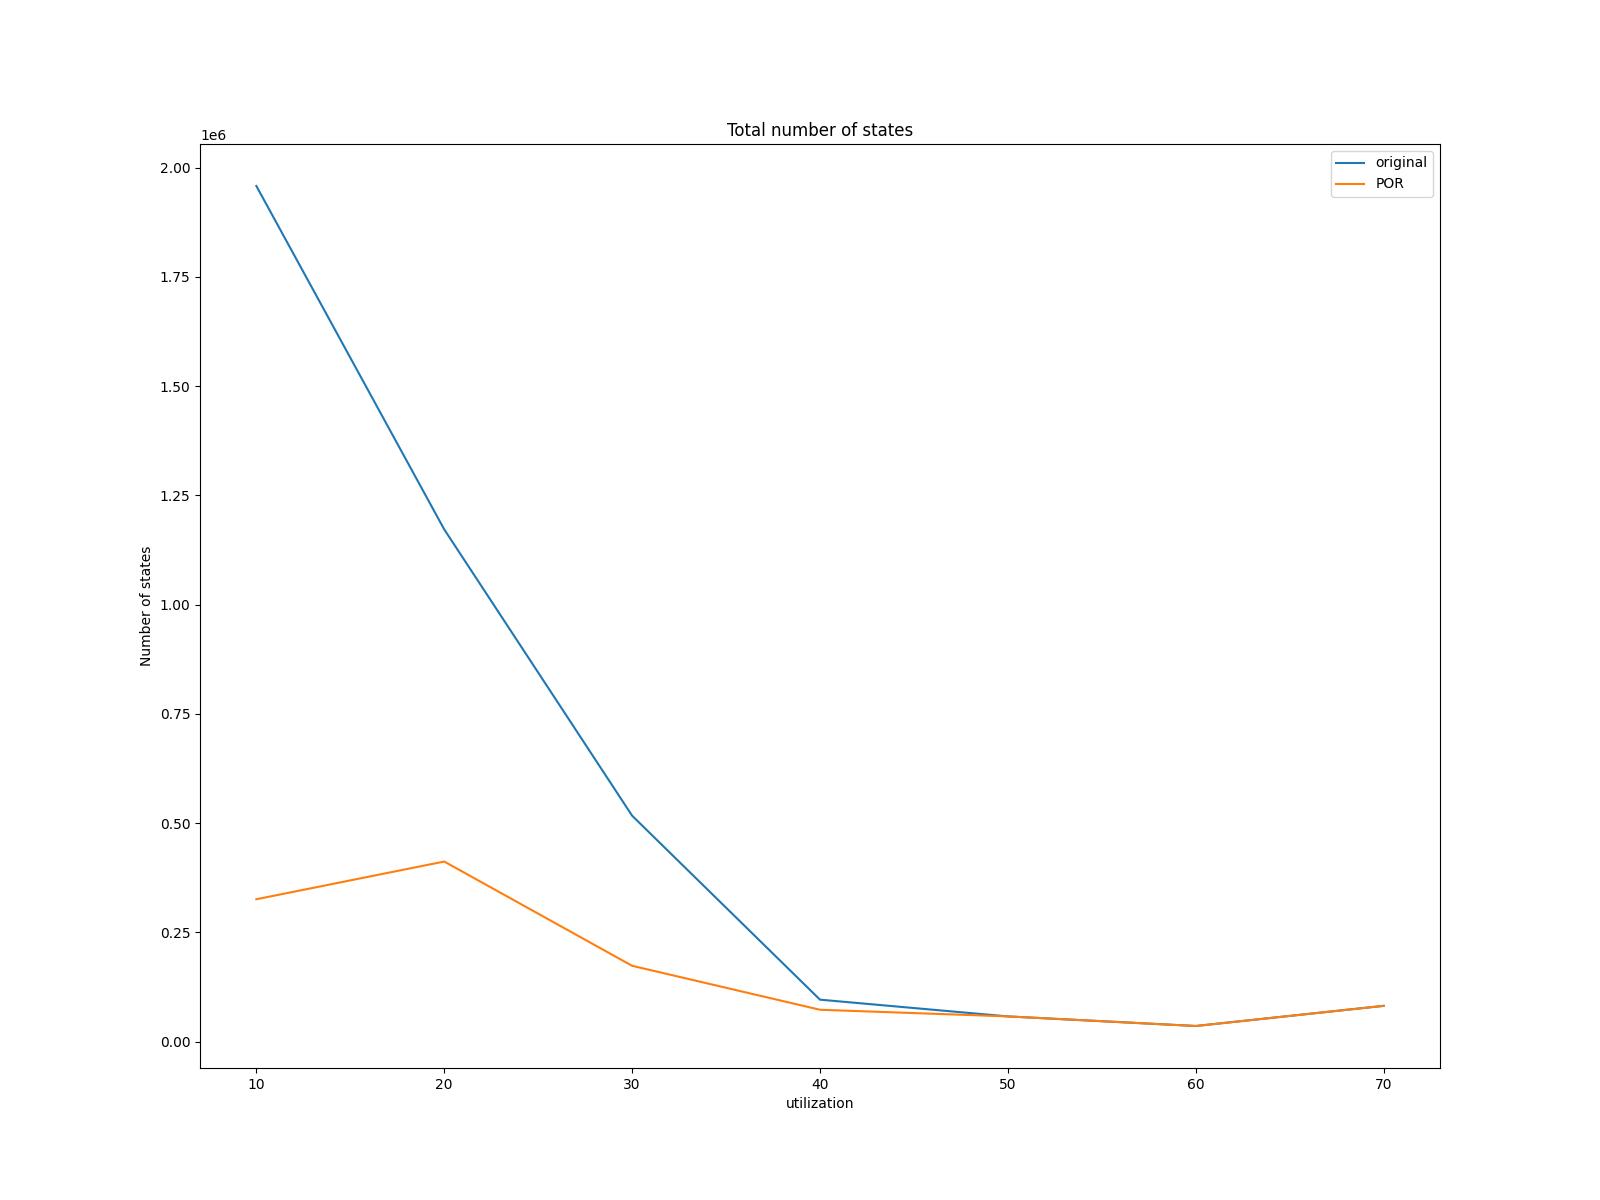 Total number of states
1e6
original
POR
2.00
1.75
1.50
1.25
1.00
0.75
0.50
0.25
0.00
Number of states
10 20 30 40 50 60 70
utilization